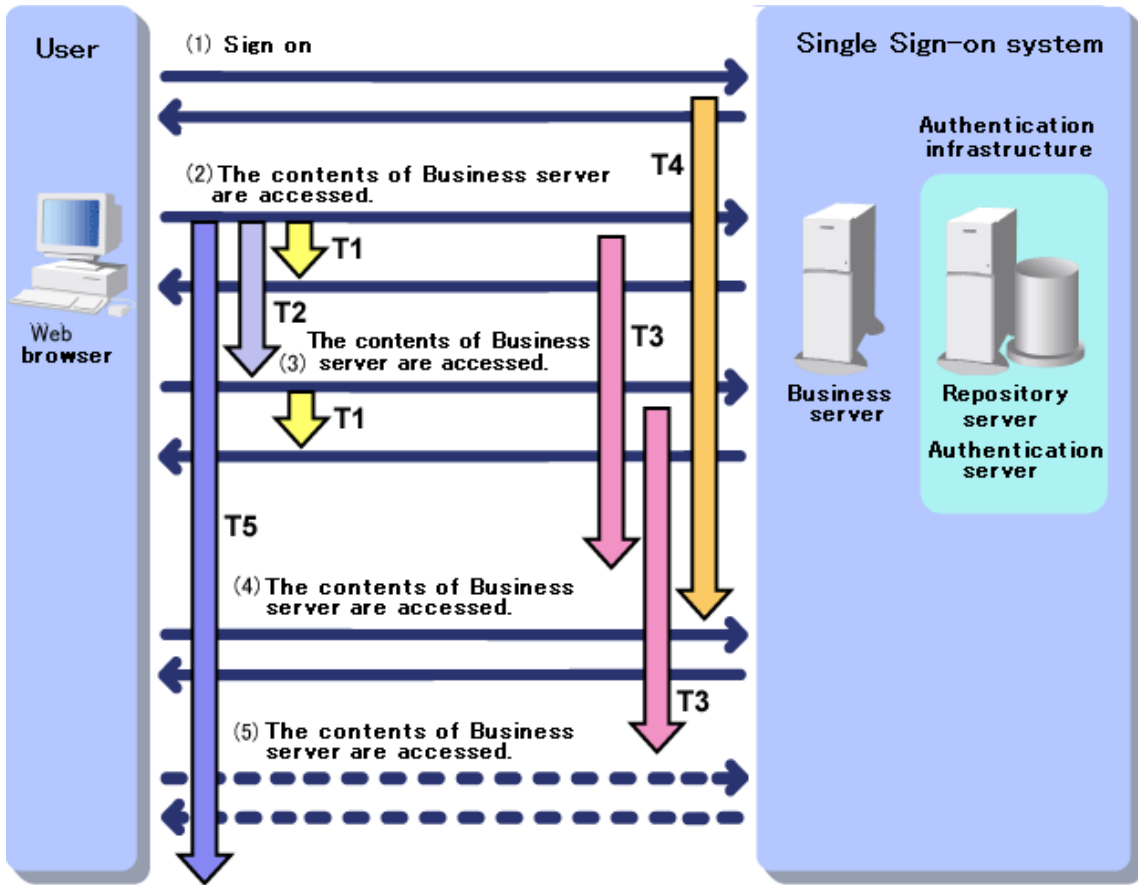 User
(1) Sign on
Single Sign-on system
Authentication
infrastructure
T4
(2) The contents of Business server
are accessed.
T1
T2
T3
Web
browser
The contents of Business
(3) server are accessed.
T1
Business
server
Repository
server
Authentication
server
T5
(4) The contents of Business
server are accessed.
T3
(5) The contents of Business
server are accessed.